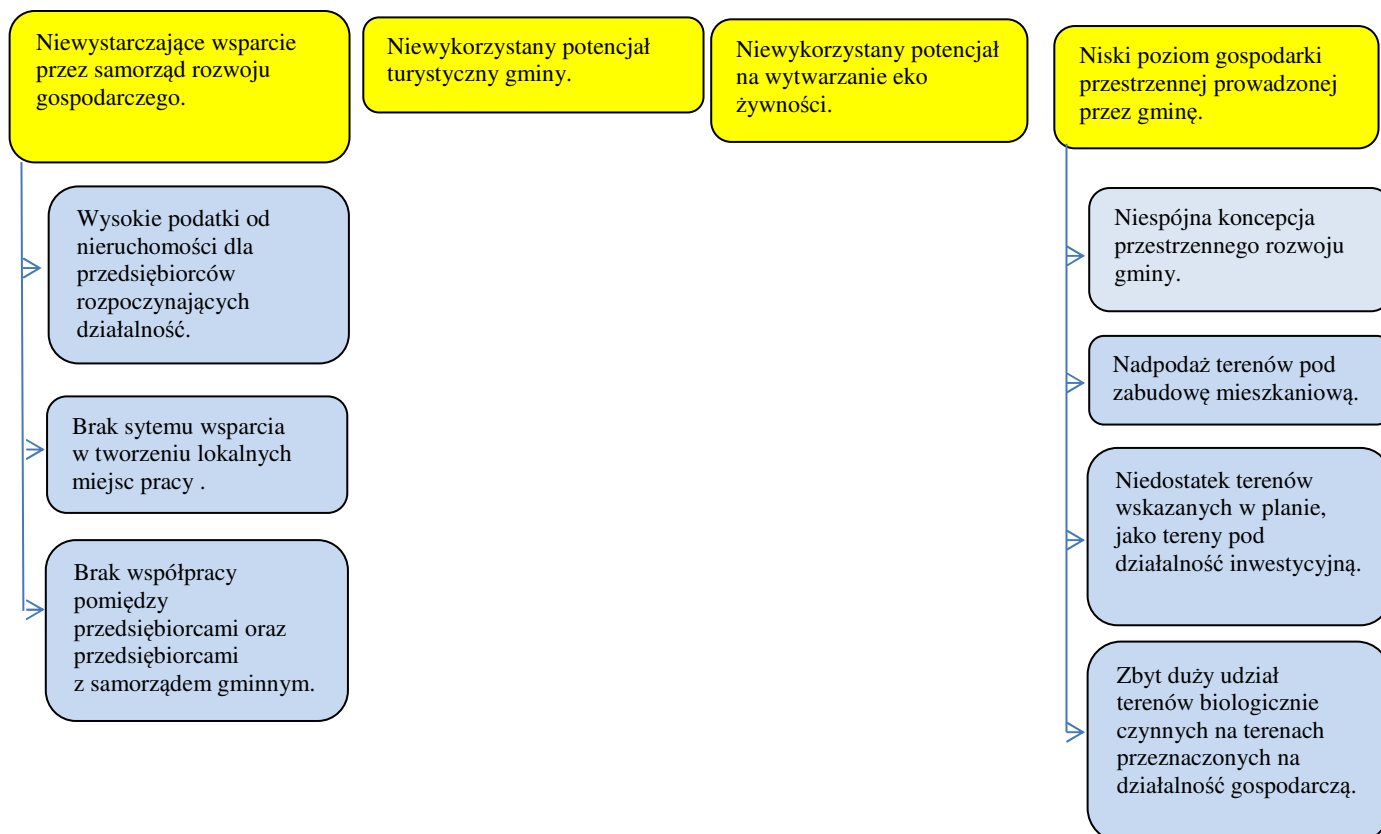 Niewystarczające wsparcie
przez samorząd rozwoju
gospodarczego.
Niewykorzystany potencjał
turystyczny gminy.
Niewykorzystany potencjał
na wytwarzanie eko
żywności.
Niski poziom gospodarki
przestrzennej prowadzonej
przez gminę.
Wysokie podatki od
nieruchomości dla
przedsiębiorców
rozpoczynających
działalność.
Brak sytemu wsparcia
w tworzeniu lokalnych
miejsc pracy .
Brak współpracy
pomiędzy
przedsiębiorcami oraz
przedsiębiorcami
z samorządem gminnym.
Niespójna koncepcja
przestrzennego rozwoju
gminy.
Nadpodaż terenów pod
zabudowę mieszkaniową.
Niedostatek terenów
wskazanych w planie,
jako tereny pod
działalność inwestycyjną.
Zbyt duży udział
terenów biologicznie
czynnych na terenach
przeznaczonych na
działalność gospodarczą.